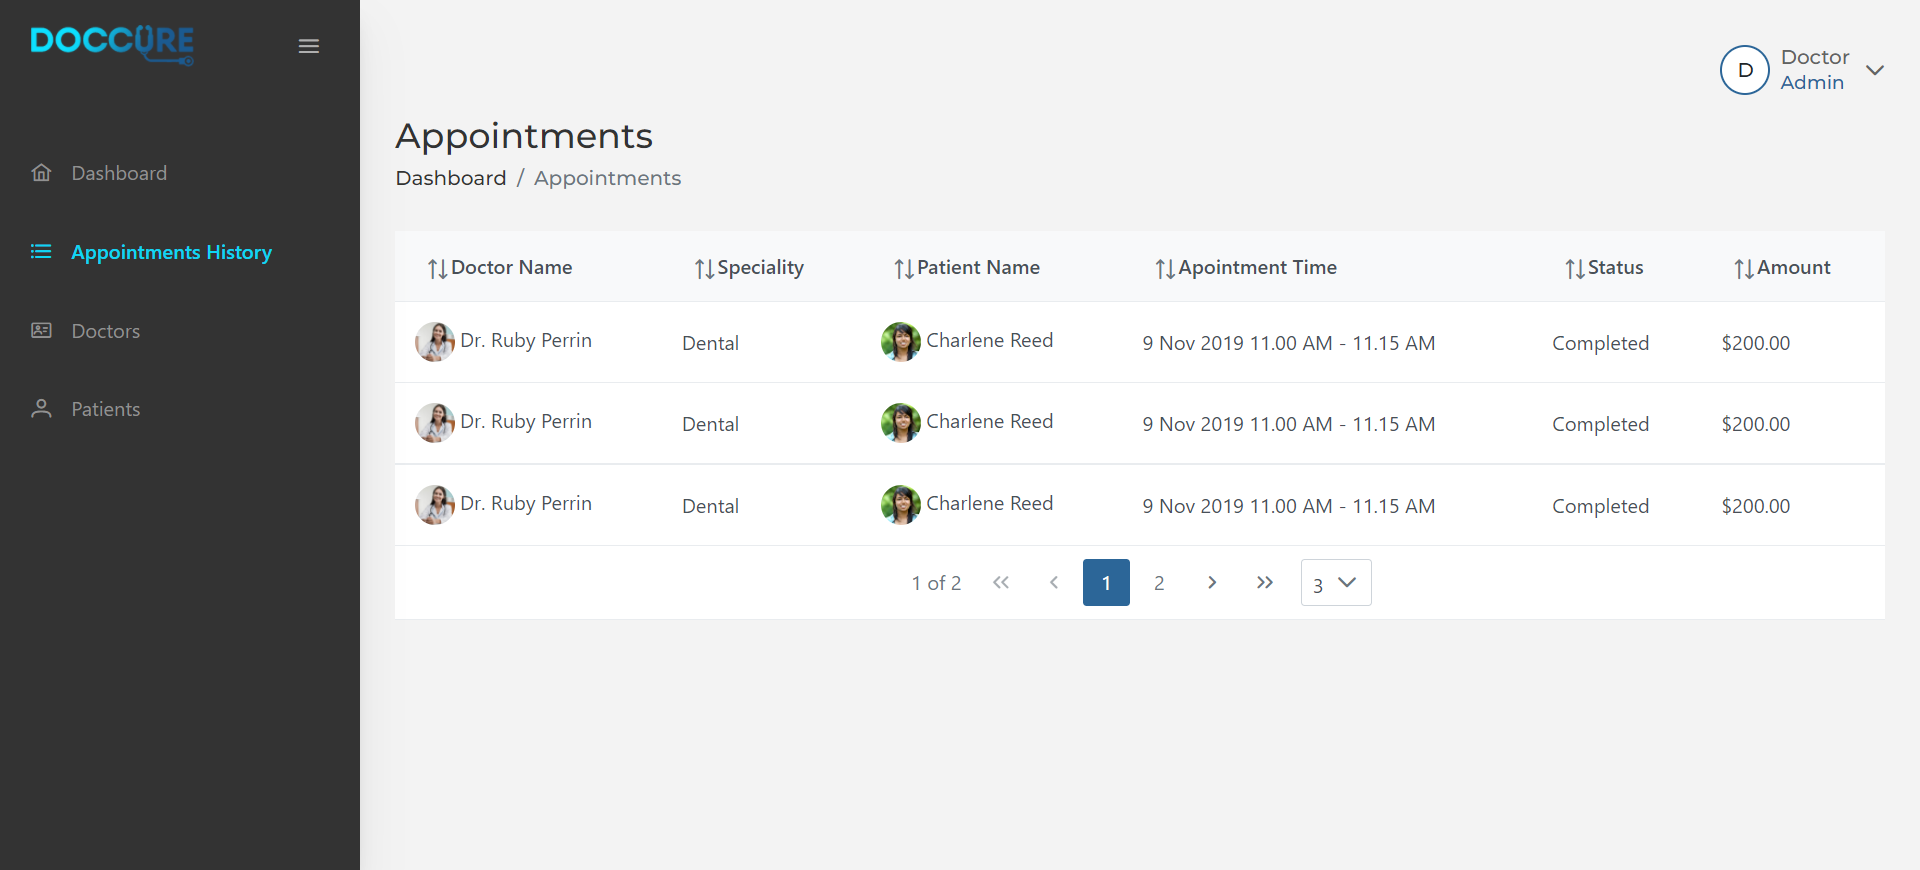 DOCCURE
Dashboard
Appointments History
Doctors
Patients
D
Doctor
Admin
Appointments
Dashboard / Appointments
Doctor Name Speciality Patient Name Apointment Time Status Amount
Dr. Ruby Perrin Dental Charlene Reed 9 Nov 2019 11.00 AM - 11.15 AM Completed $200.00
Dr. Ruby Perrin Dental Charlene Reed 9 Nov 2019 11.00 AM - 11.15 AM Completed $200.00
Dr. Ruby Perrin Dental Charlene Reed 9 Nov 2019 11.00 AM - 11.15 AM Completed $200.00
1 of 2 1 2 3